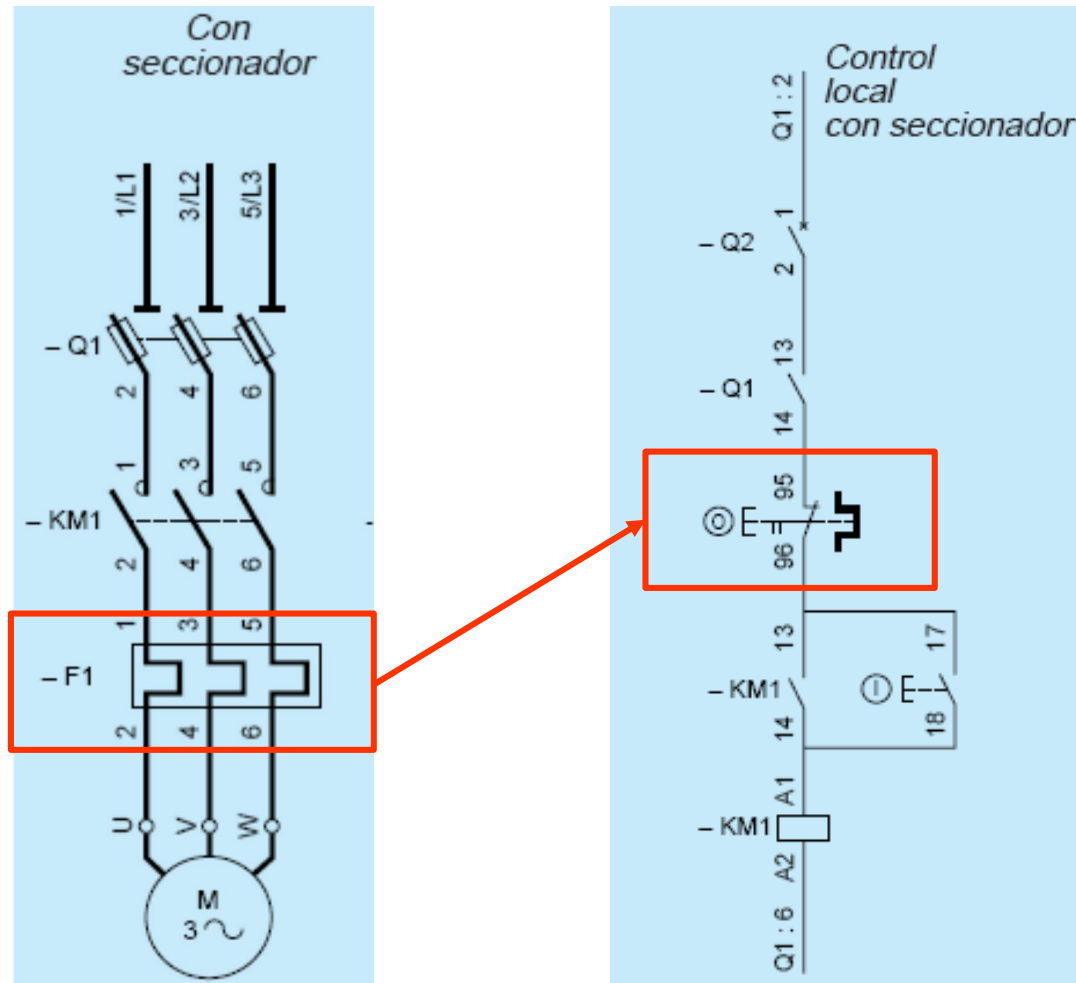 Con
seccionador
1/L1
3/L2
5/L3
– Q1
2
4
6
1
3
5
– KM1
-
2
4
6
1
3
5
– F1
2
4
6
U
V
W
M
3
Control
local
con seccionador
Q1 : 2
1
– Q2
2
13
– Q1
14
95
O
96
13
17
– KM1
I
14
18
A1
– KM1
A2
Q1 : 6